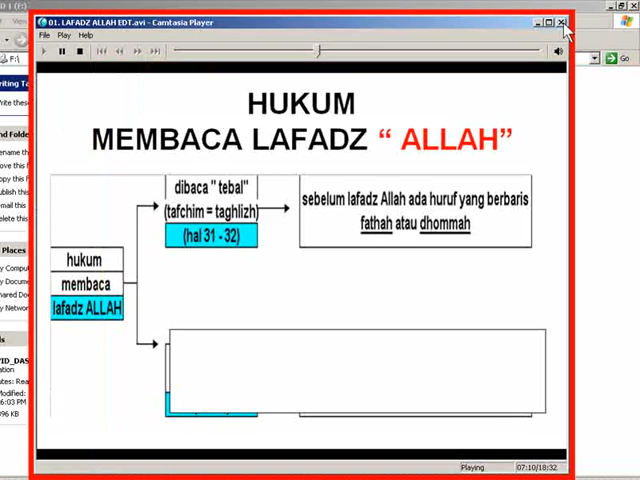 01. LAFADZ ALLAH EDT.avi - Camtasia Player
File Play Help
HUKUM
MEMBACA LAFADZ “ ALLAH”
dibaca " tebal"
(tafchim = taghlizh)
(hal 31 - 32)
sebelum lafadz Allah ada huruf yang berbaris
fathah atau dhommah
hukum
membaca
lafadz ALLAH
Playing
07:10/18:32
F:\
Go
Places